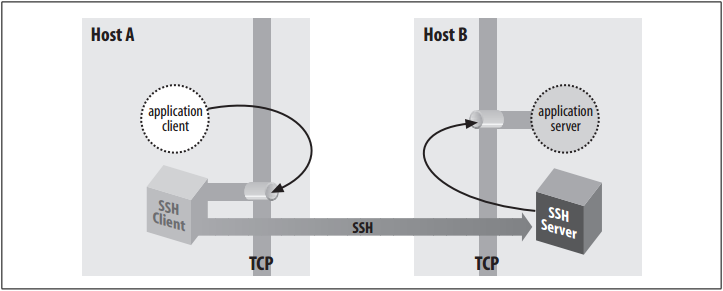 Host A
Host B
application
client
application
server
SSH
Client
SSH
SSH
Server
TCP
TCP